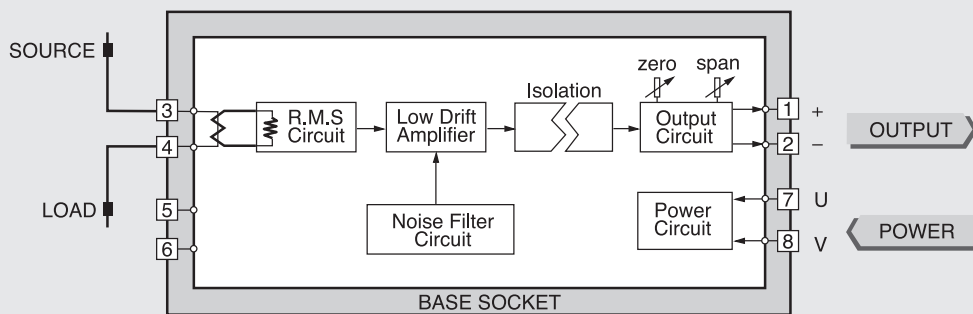 SOURCE
3
4
LOAD
5
6
R.M.S
Circuit
Low Drift
Amplifier
Noise Filter
Circuit
Isolation
zero
span
Output
Circuit
1 +
2 −
OUTPUT
Power
Circuit
7 U
8 V
POWER
BASE SOCKET